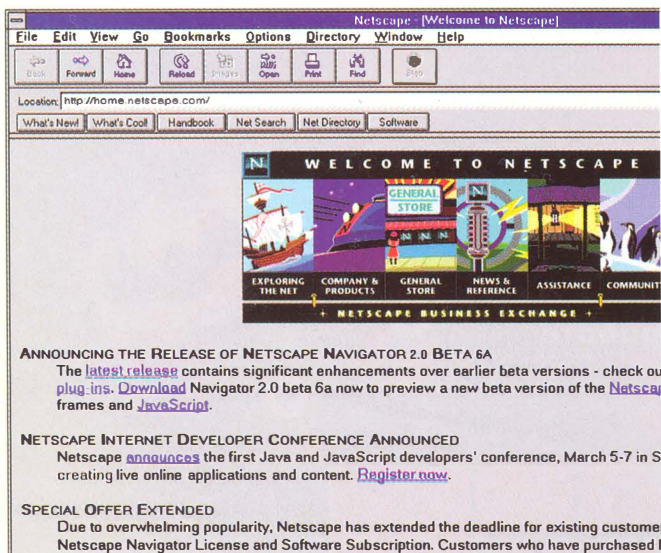 Netscape - [Welcome to Netscape]
File Edit View Go Bookmarks Options Directory Window Help
Back Forward Home Reload Images Open Print Find Stop
Location: http://home.netscape.com/
What's New! What's Cool! Handbook Net Search Net Directory Software
N WELCOME TO NETSCAPE
GENERAL STORE
N
N N N
EXPLORING THE NET
COMPANY & PRODUCTS
GENERAL STORE
NEWS & REFERENCE
ASSISTANCE
COMMUNIT
+ NETSCAPE BUSINESS EXCHANGE +
ANNOUNCING THE RELEASE OF NETSCAPE NAVIGATOR 2.0 BETA 6A
The latest release contains significant enhancements over earlier beta versions - check ou
plug-ins. Download Navigator 2.0 beta 6a now to preview a new beta version of the Netscap
frames and JavaScript.
NETSCAPE INTERNET DEVELOPER CONFERENCE ANNOUNCED
Netscape announces the first Java and JavaScript developers' conference, March 5-7 in S
creating live online applications and content. Register now.
SPECIAL OFFER EXTENDED
Due to overwhelming popularity, Netscape has extended the deadline for existing custome
Netscape Navigator License and Software Subscription. Customers who have purchased